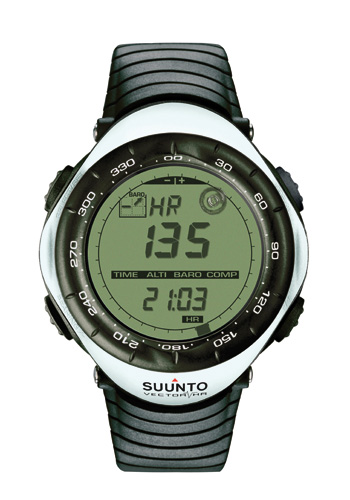 330 0 30
300 60
270 90
240 120
210 ·180· 150
BARO
- | +
HR
135
TIME ALTI BARO COMP
21:03
HR
SUUNTO
VECTOR HR